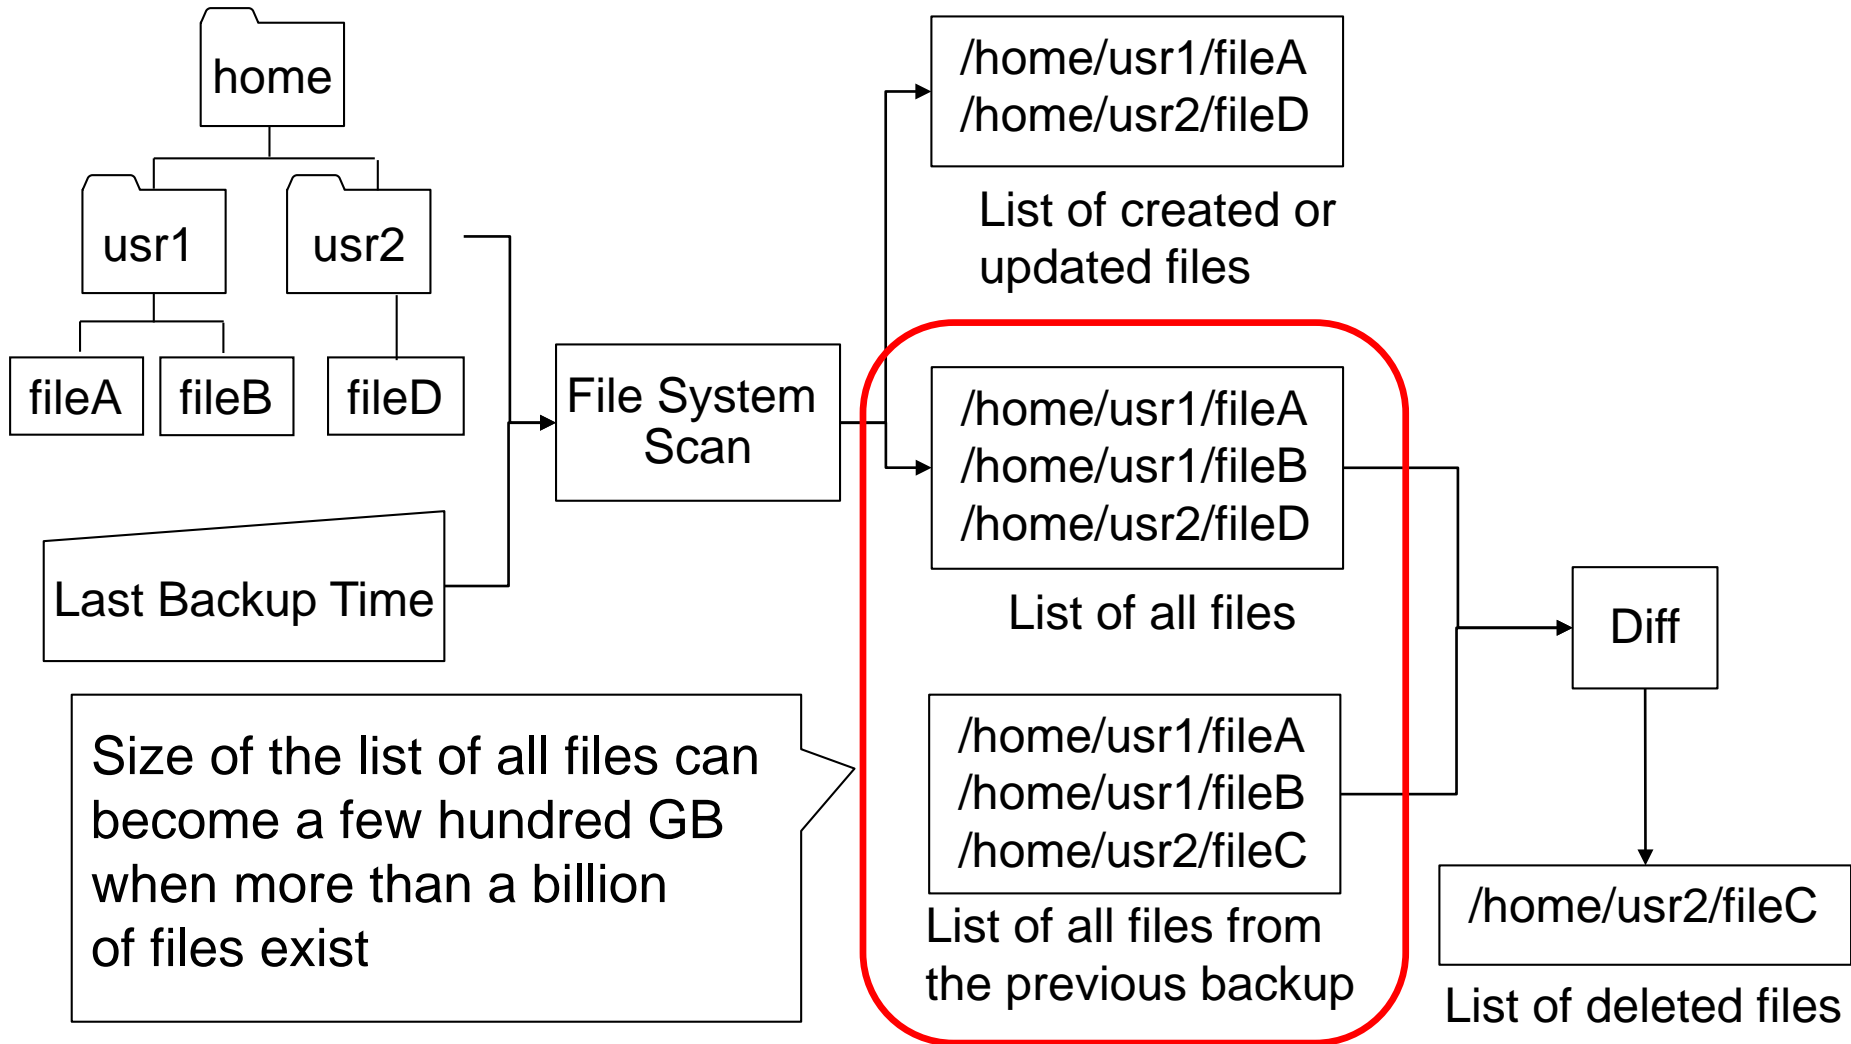 home
usr1
usr2
fileA
fileB
fileD
Last Backup Time
File System
Scan
/home/usr1/fileA
/home/usr2/fileD
List of created or
updated files
/home/usr1/fileA
/home/usr1/fileB
/home/usr2/fileD
List of all files
/home/usr1/fileA
/home/usr1/fileB
/home/usr2/fileC
List of all files from
the previous backup
Diff
/home/usr2/fileC
List of deleted files
Size of the list of all files can
become a few hundred GB
when more than a billion
of files exist